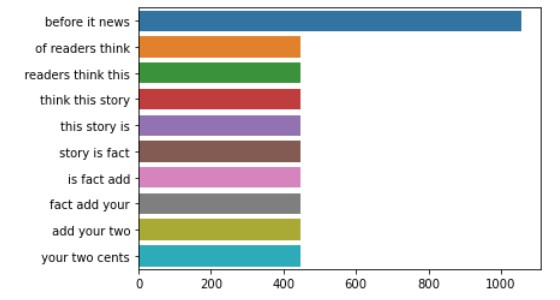 before it news
of readers think
readers think this
think this story
this story is
story is fact
is fact add
fact add your
add your two
your two cents
0 200 400 600 800 1000